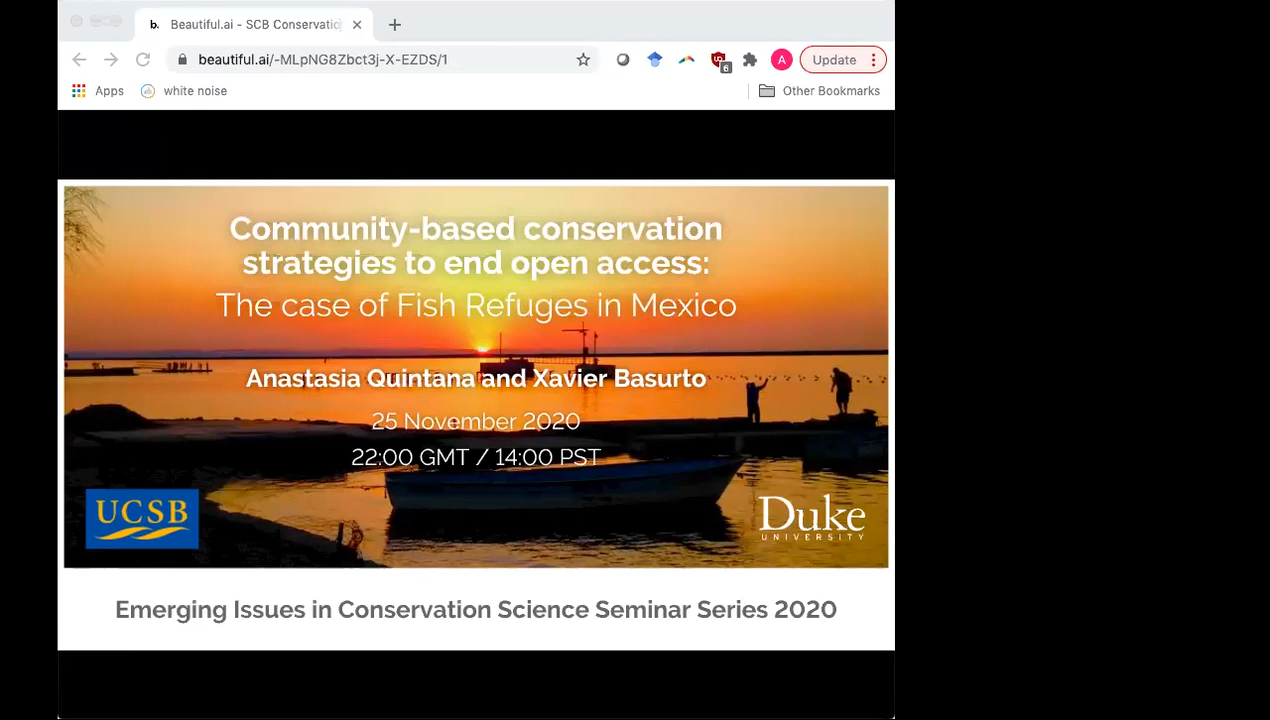 b. Beautiful.ai - SCB Conservatio
beautiful.ai/-MLpNG8Zbct3j-X-EZDS/1
6
A
Update
Apps
white noise
Other Bookmarks
Community-based conservation
strategies to end open access:
The case of Fish Refuges in Mexico
Anastasia Quintana and Xavier Basurto
25 November 2020
22:00 GMT / 14:00 PST
UCSB
Duke
UNIVERSITY
Emerging Issues in Conservation Science Seminar Series 2020